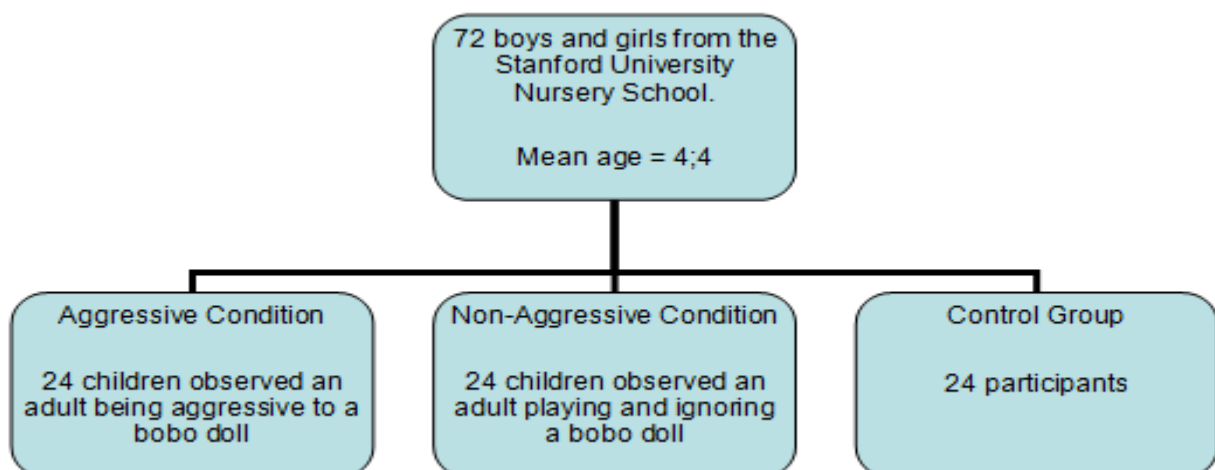 72 boys and girls from the
Stanford University
Nursery School.
Mean age = 4;4
Aggressive Condition
24 children observed an
adult being aggressive to a
bobo doll
Non-Aggressive Condition
24 children observed an
adult playing and ignoring
a bobo doll
Control Group
24 participants